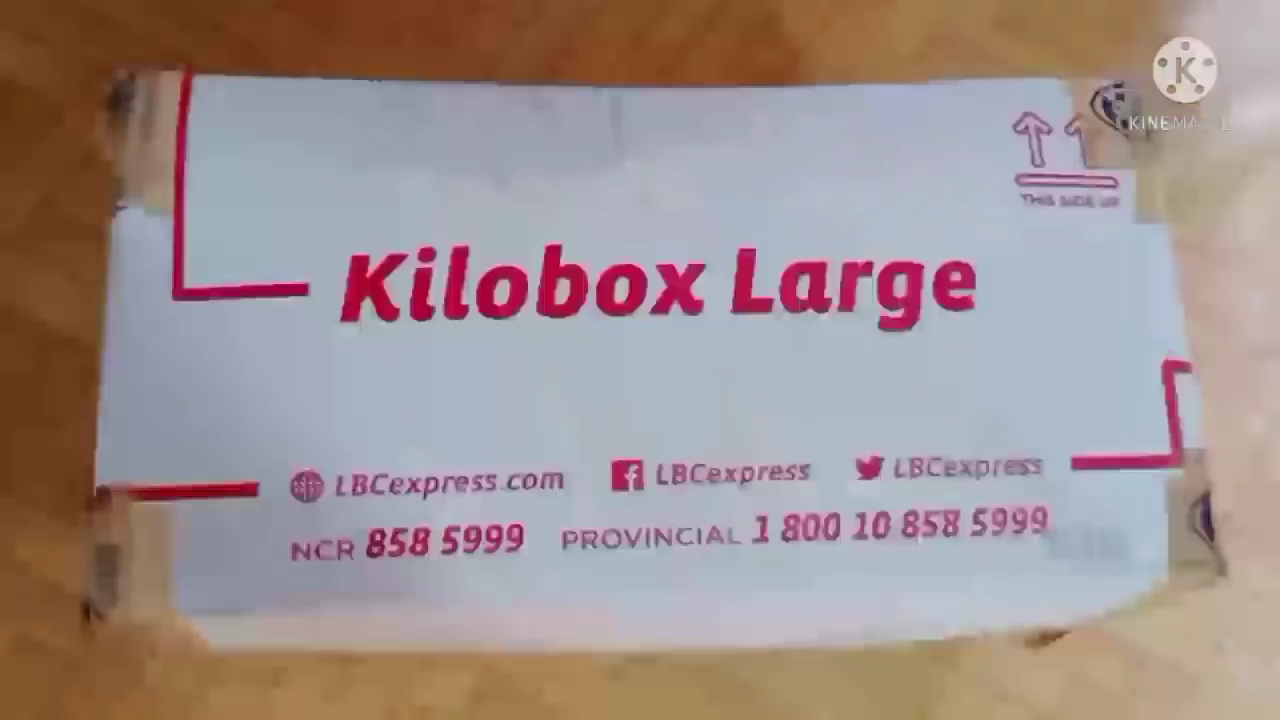 KINEMASTER
THIS SIDE UP
Kilobox Large
LBCexpress.com LBCexpress LBCexpress
NCR 858 5999 PROVINCIAL 1 800 10 858 5999